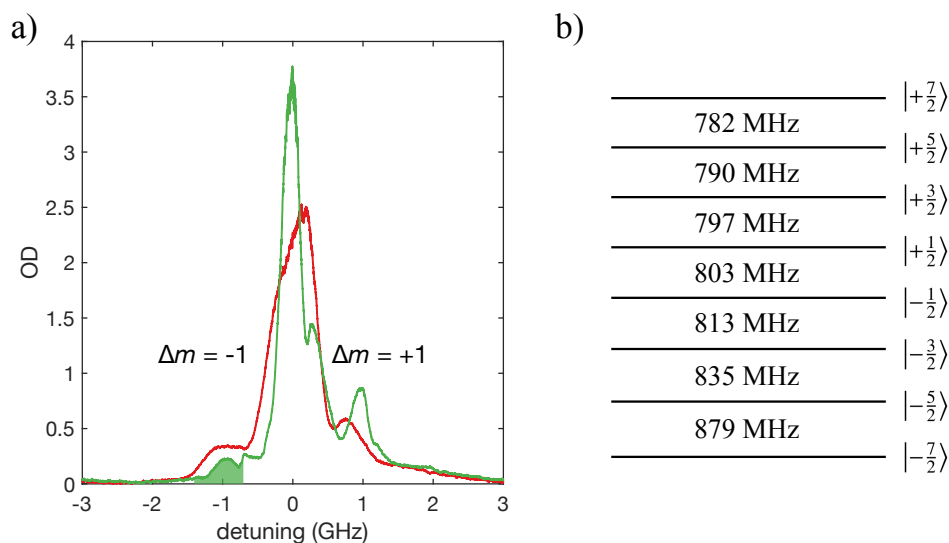 a)
OD
4
3.5
3
2.5
2
1.5
1
0.5
0
Δm = -1
Δm = +1
-3
-2
-1
0
1
2
3
detuning (GHz)
b)
|+7/2⟩
782 MHz
|+5/2⟩
790 MHz
|+3/2⟩
797 MHz
|+1/2⟩
803 MHz
|-1/2⟩
813 MHz
|-3/2⟩
835 MHz
|-5/2⟩
879 MHz
|-7/2⟩